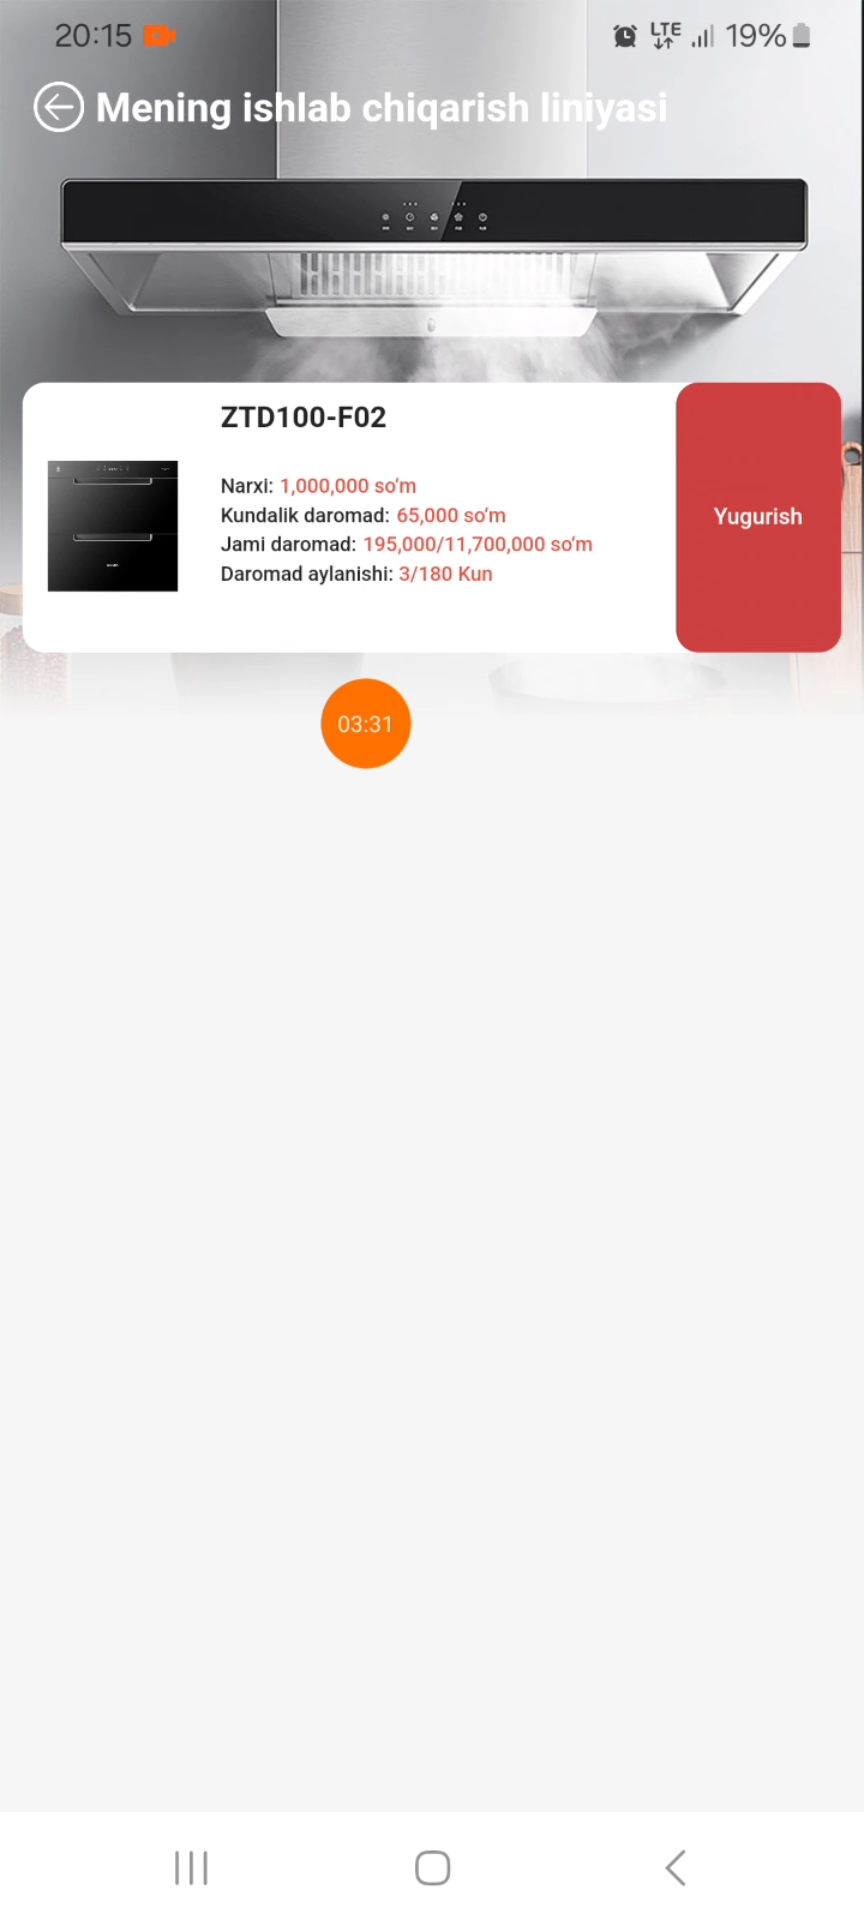 20:15
LTE 19%
Mening ishlab chiqarish liniyasi
ZTD100-F02
Narxi: 1,000,000 so‘m
Kundalik daromad: 65,000 so‘m
Jami daromad: 195,000/11,700,000 so‘m
Daromad aylanishi: 3/180 Kun
Yugurish
03:31